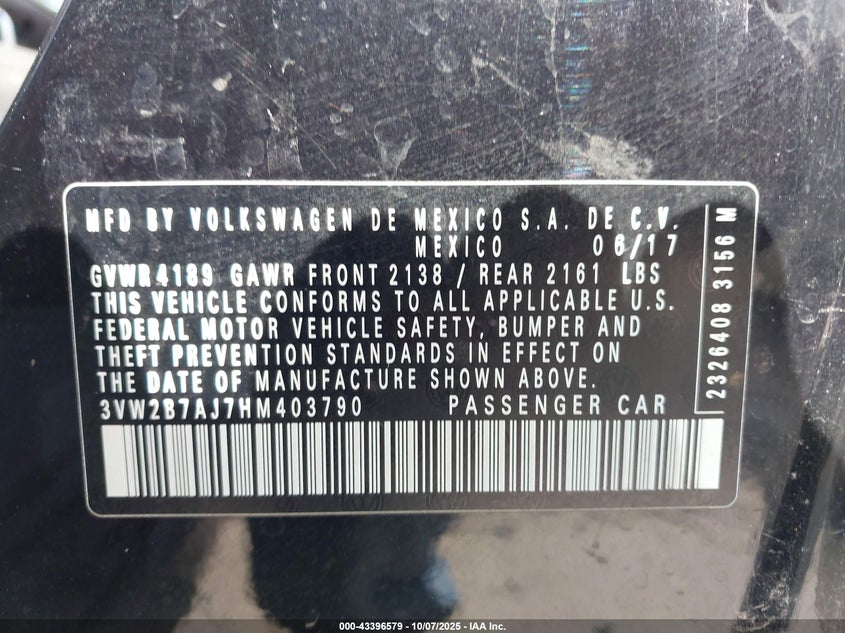 MFD BY VOLKSWAGEN DE MEXICO S.A. DE C.V.
MEXICO 06/17
GVWR4189 GAWR FRONT 2138 / REAR 2161 LBS
THIS VEHICLE CONFORMS TO ALL APPLICABLE U.S.
FEDERAL MOTOR VEHICLE SAFETY, BUMPER AND
THEFT PREVENTION STANDARDS IN EFFECT ON
THE DATE OF MANUFACTURE SHOWN ABOVE.
3VW2B7AJ7HM403790 PASSENGER CAR
2326408 3156 M
000-43396579 - 10/07/2025 - IAA Inc.